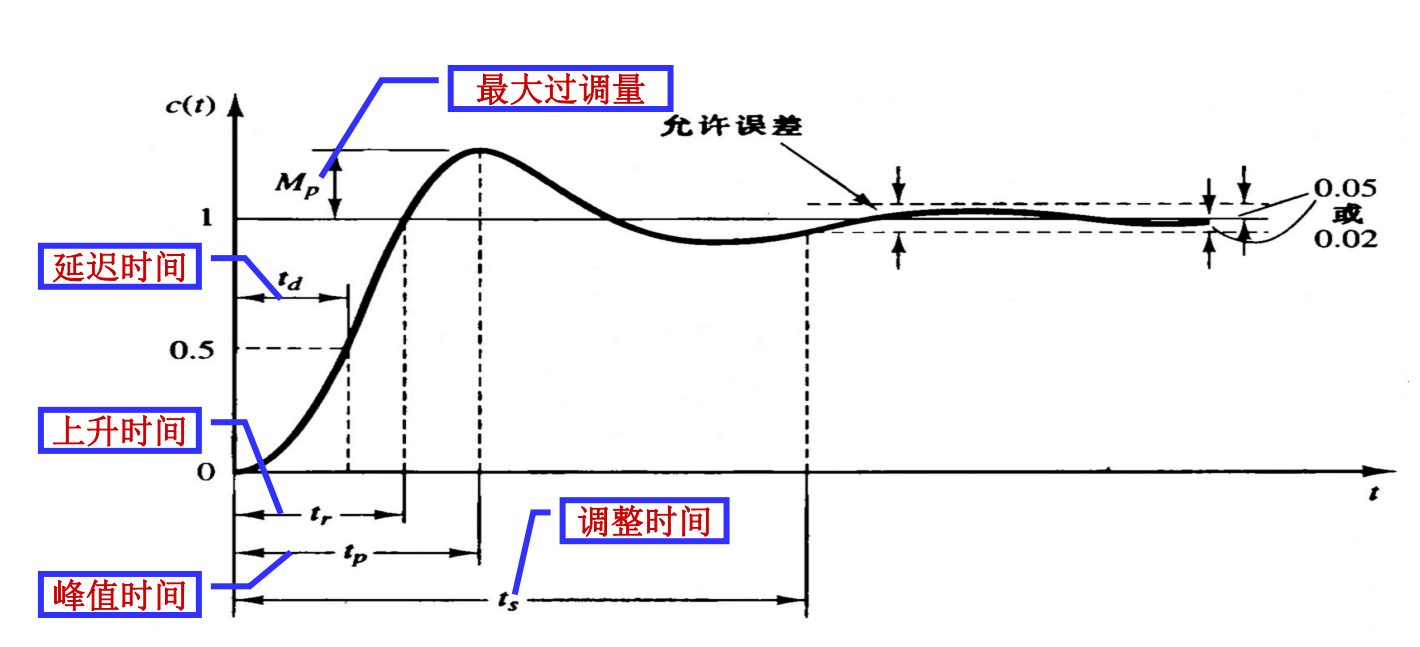 最大过调量
c(t)
允许误差
M_p
0.05
或
0.02
1
延迟时间
t_d
0.5
上升时间
0
t
t_r
调整时间
t_p
峰值时间
t_s